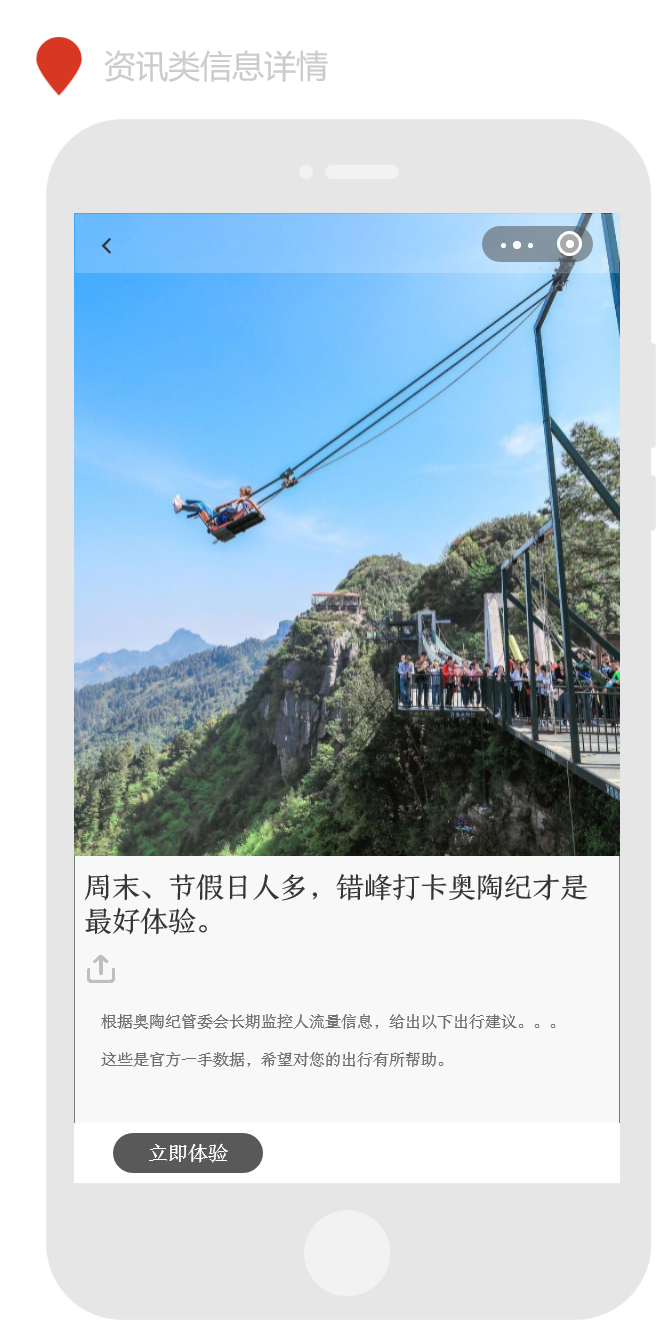 资讯类信息详情
周末、节假日人多，错峰打卡奥陶纪才是
最好体验。
根据奥陶纪管委会长期监控人流量信息，给出以下出行建议。。。
这些是官方一手数据，希望对您的出行有所帮助。
立即体验